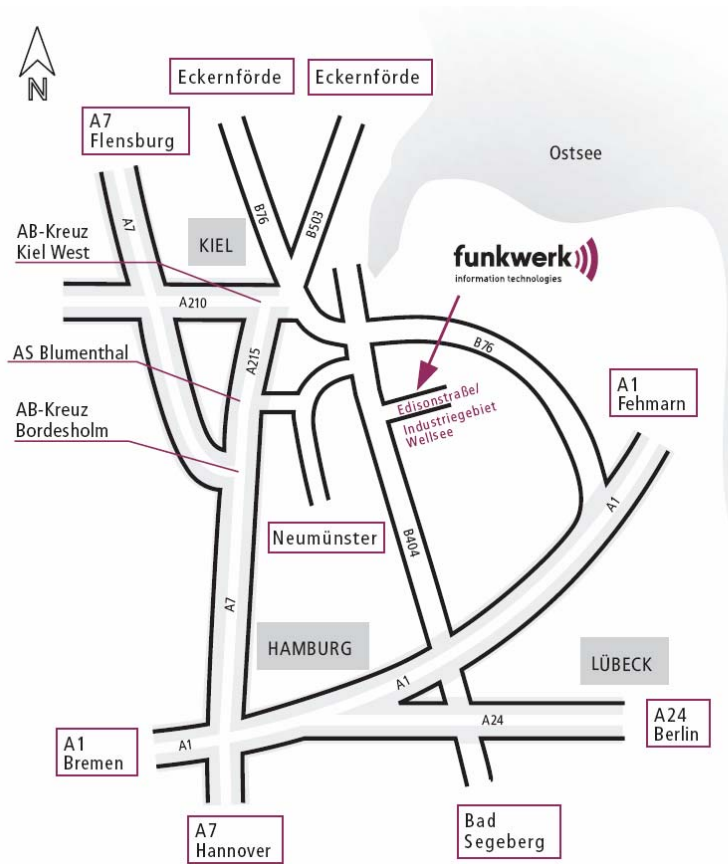 N
Eckernförde
Eckernförde
A7
Flensburg
Ostsee
B76
B503
A7
AB-Kreuz
Kiel West
KIEL
funkwerk
information technologies
A210
AS Blumenthal
A215
B76
A1
Fehmarn
Edisonstraße/
Industriegebiet
Wellsee
AB-Kreuz
Bordesholm
A1
Neumünster
B404
A7
HAMBURG
LÜBECK
A1
A1
A24
A24
Berlin
A1
Bremen
A7
Hannover
Bad
Segeberg